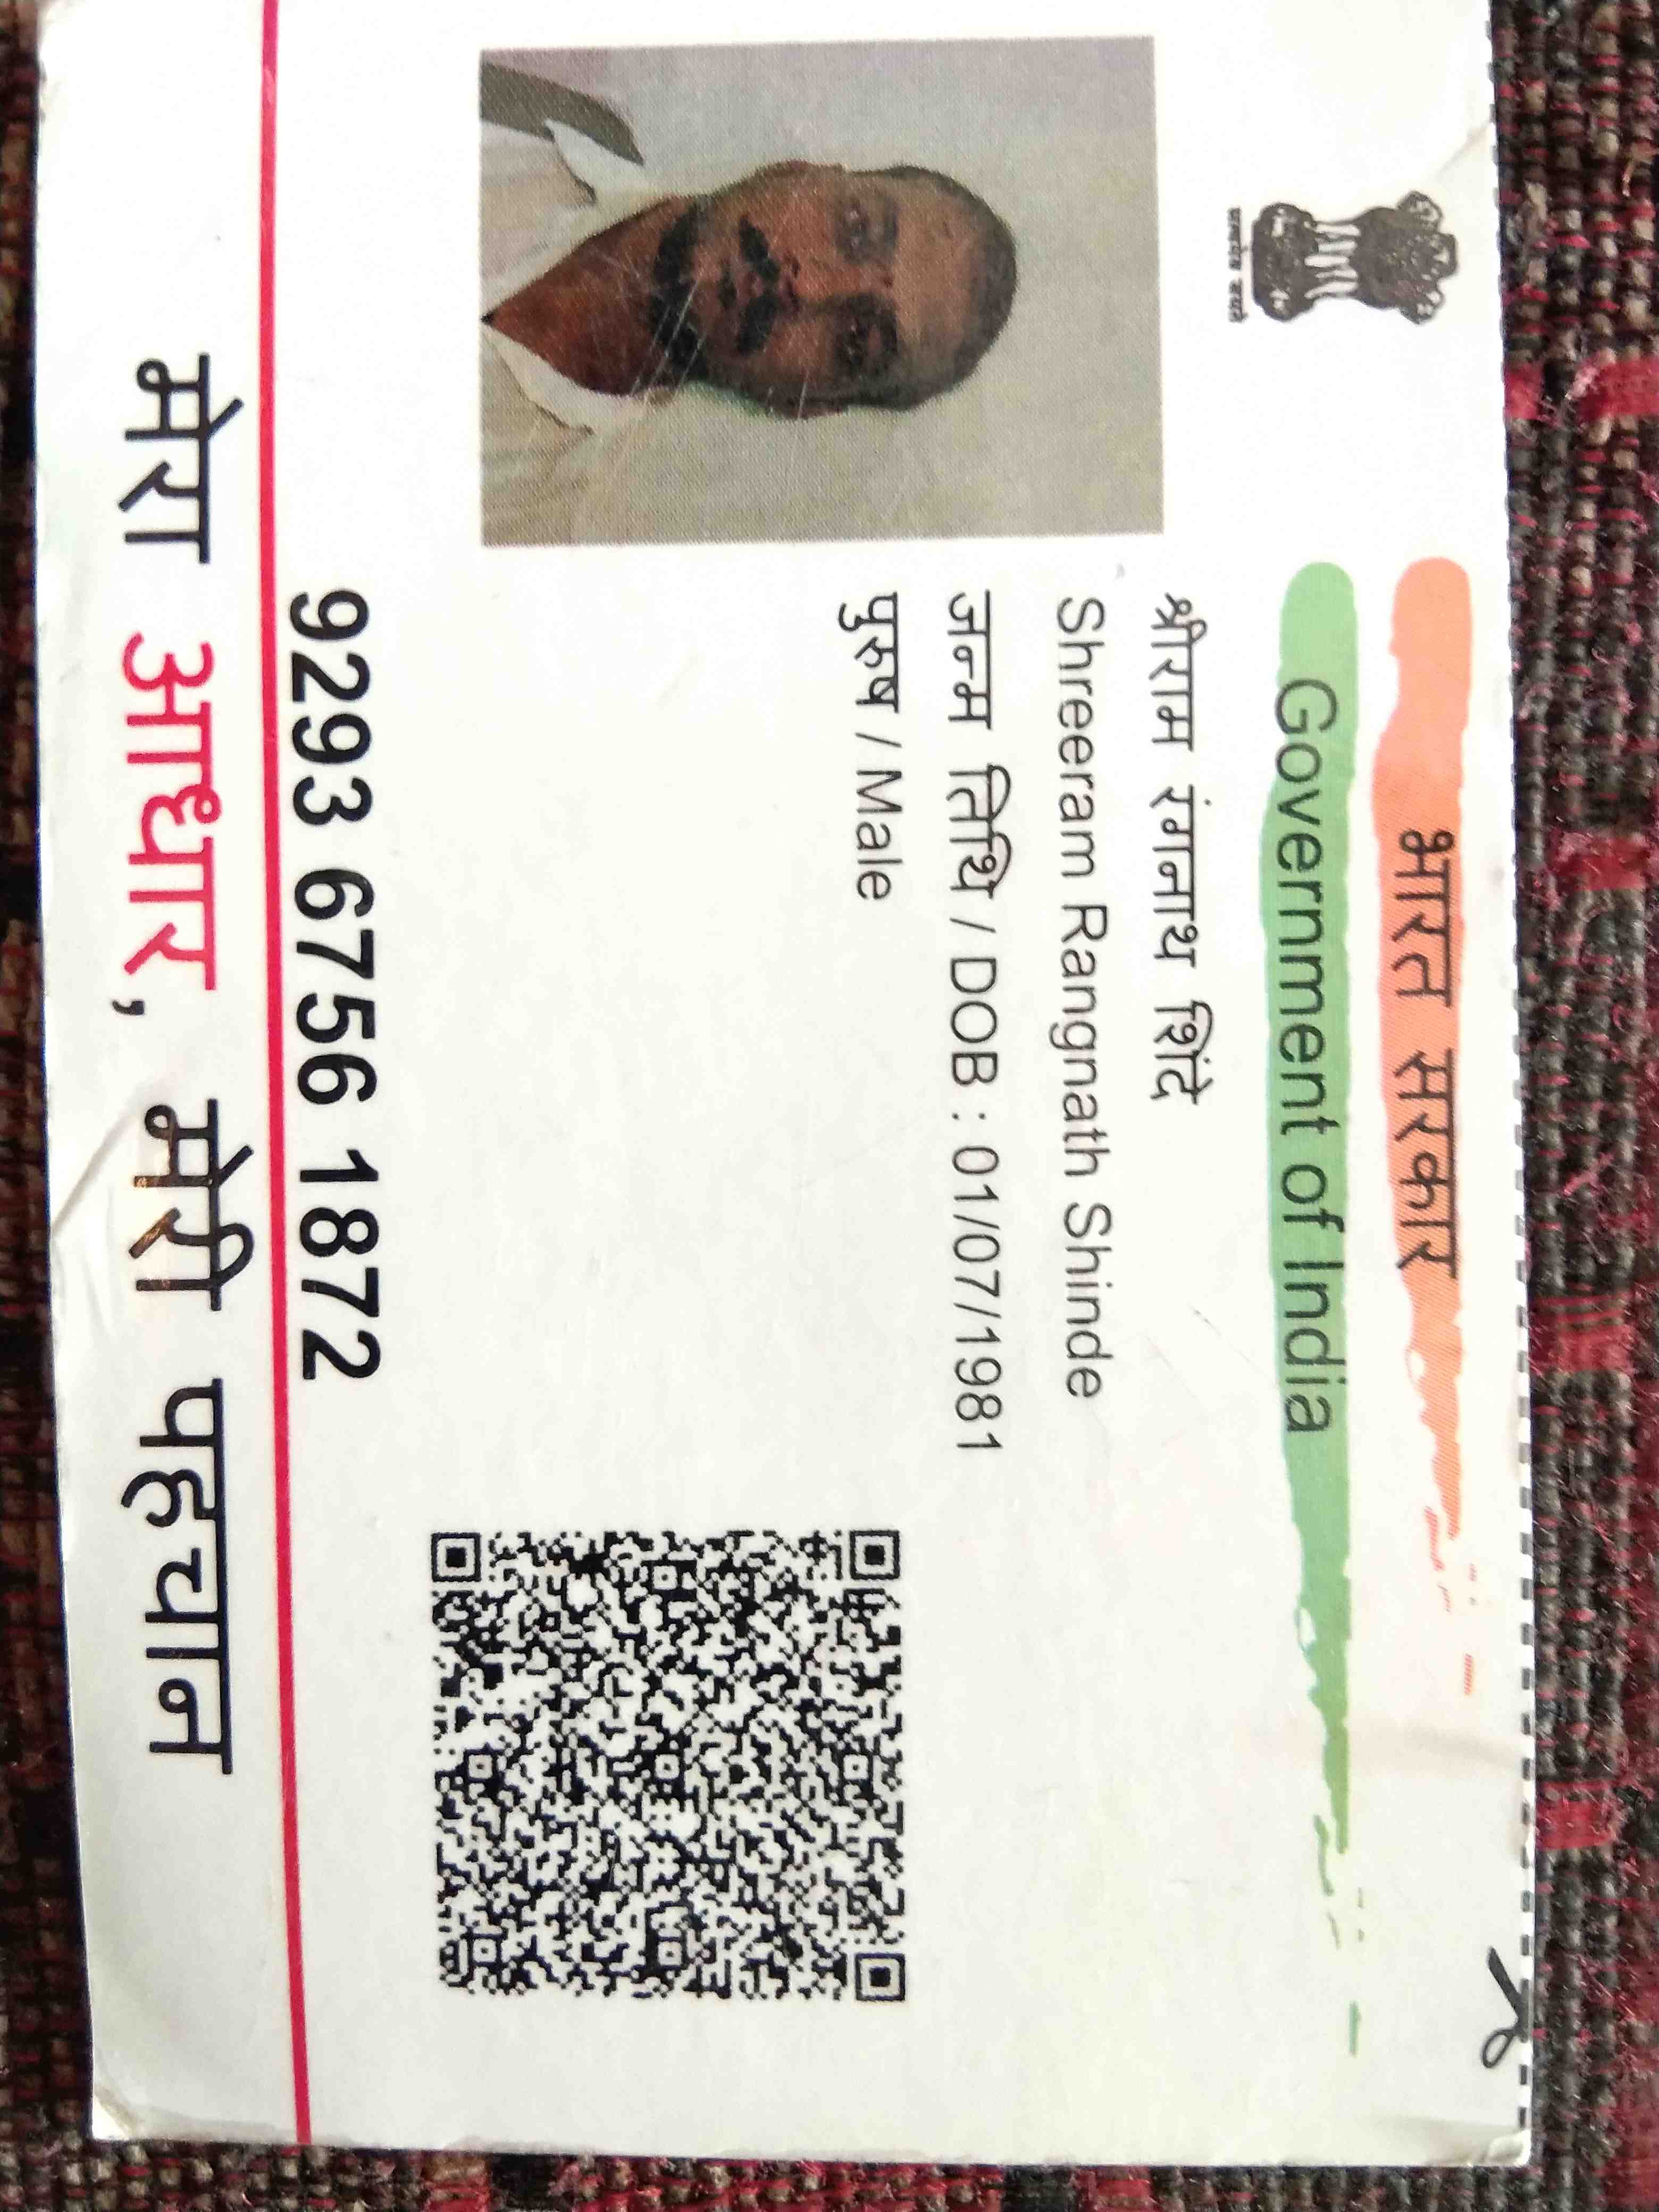 भारत सरकार
Government of India
सत्यमेव जयते
श्रीराम रंगनाथ शिंदे
Shreeram Rangnath Shinde
जन्म तिथि / DOB : 01/07/1981
पुरुष / Male
9293 6756 1872
मेरा आधार, मेरी पहचान